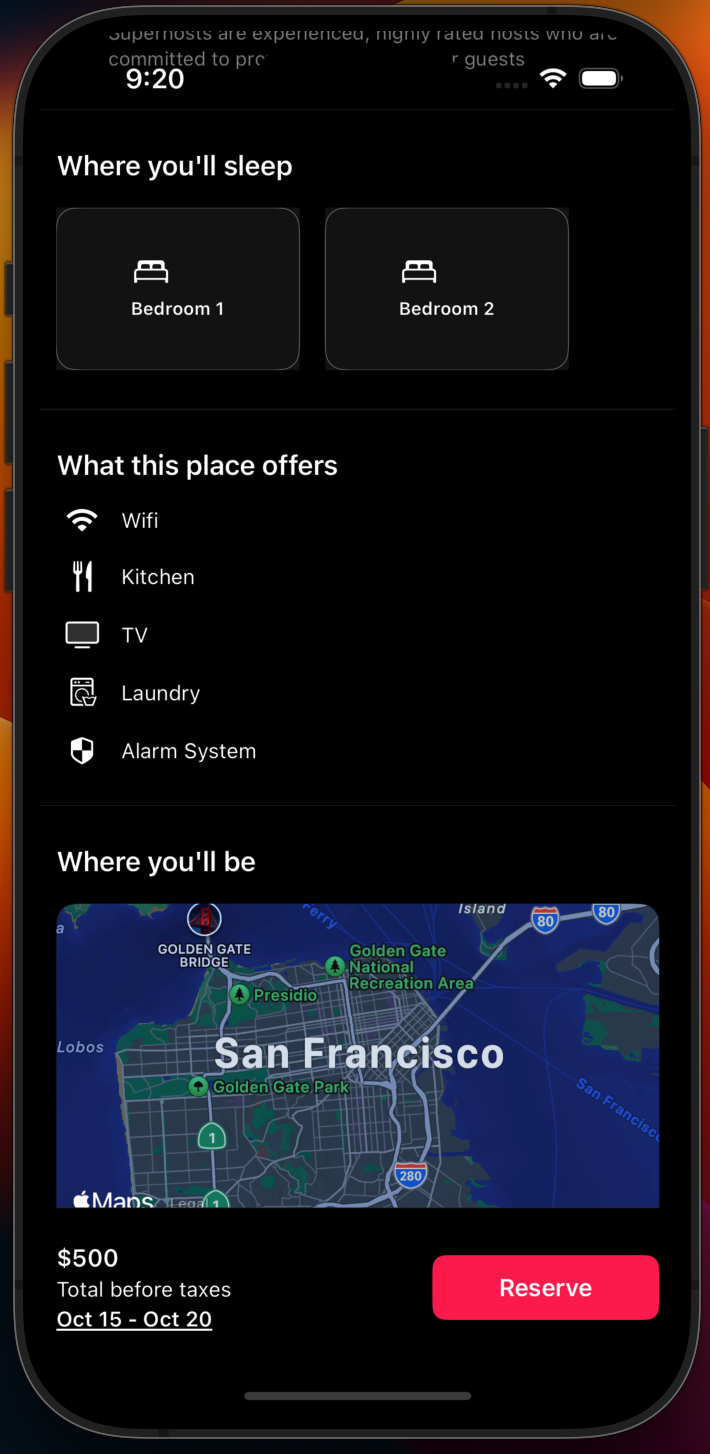 Superhosts are experienced, highly rated hosts who are
committed to pro r guests
9:20
Where you'll sleep
Bedroom 1
Bedroom 2
What this place offers
Wifi
Kitchen
TV
Laundry
Alarm System
Where you'll be
Island
80
80
Ferry
a
GOLDEN GATE
BRIDGE
Golden Gate
National
Recreation Area
Presidio
Lobos
San Francisco
Golden Gate Park
San Francisc
1
280
Maps
Legal
1
$500
Total before taxes
Oct 15 - Oct 20
Reserve